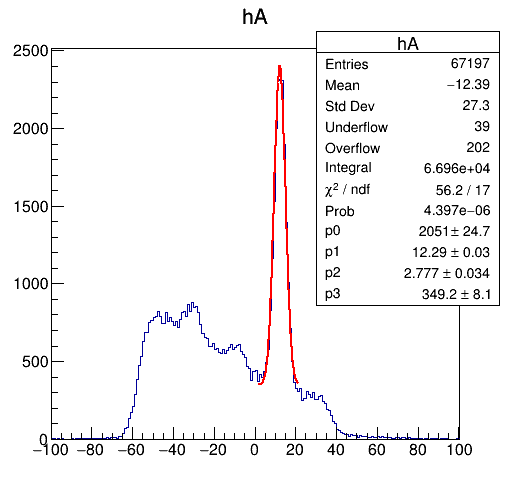 hA
hA
Entries 67197
Mean −12.39
Std Dev 27.3
Underflow 39
Overflow 202
Integral 6.696e+04
χ² / ndf 56.2 / 17
Prob 4.397e−06
p0 2051 ± 24.7
p1 12.29 ± 0.03
p2 2.777 ± 0.034
p3 349.2 ± 8.1
2500
2000
1500
1000
500
0
−100 −80 −60 −40 −20 0 20 40 60 80 100